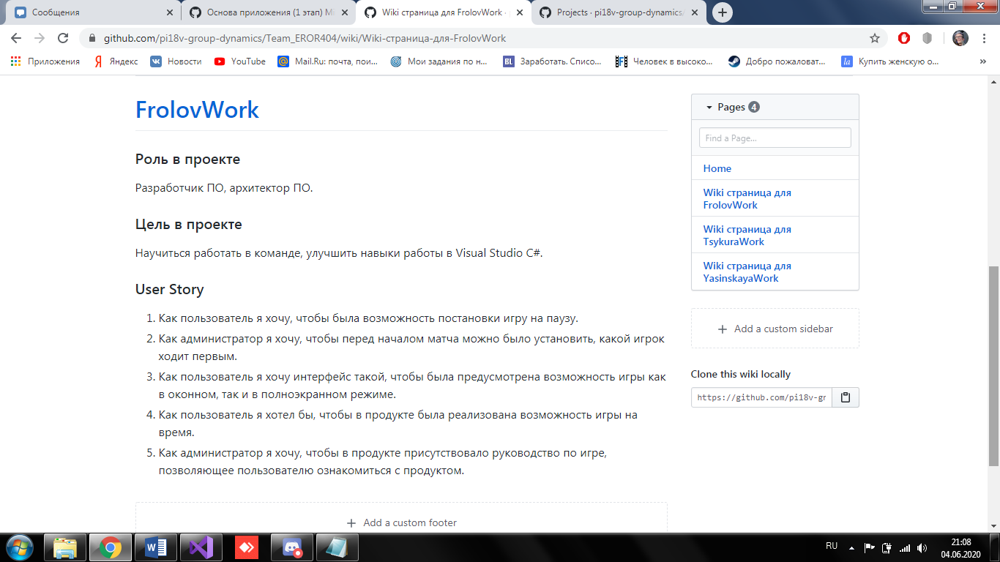 Сообщения
Основа приложения (1 этап) Mi
Wiki страница для FrolovWork ·
Projects · pi18v-group-dynamics/
github.com/pi18v-group-dynamics/Team_EROR404/wiki/Wiki-страница-для-FrolovWork
Приложения
Яндекс
Новости
YouTube
Mail.Ru: почта, пои...
Мои задания по н...
BL
Заработать. Списо...
Человек в высоко...
Добро пожаловат...
la
Купить женскую о...
»
FrolovWork
Роль в проекте
Разработчик ПО, архитектор ПО.
Цель в проекте
Научиться работать в команде, улучшить навыки работы в Visual Studio C#.
User Story
1. Как пользователь я хочу, чтобы была возможность постановки игру на паузу.
2. Как администратор я хочу, чтобы перед началом матча можно было установить, какой игрок
ходит первым.
3. Как пользователь я хочу интерфейс такой, чтобы была предусмотрена возможность игры как
в оконном, так и в полноэкранном режиме.
4. Как пользователь я хотел бы, чтобы в продукте была реализована возможность игры на
время.
5. Как администратор я хочу, чтобы в продукте присутствовало руководство по игре,
позволяющее пользователю ознакомиться с продуктом.
+ Add a custom footer
Pages 4
Find a Page...
Home
Wiki страница для
FrolovWork
Wiki страница для
TsykuraWork
Wiki страница для
YasinskayaWork
+ Add a custom sidebar
Clone this wiki locally
https://github.com/pi18v-gr
RU
21:08
04.06.2020